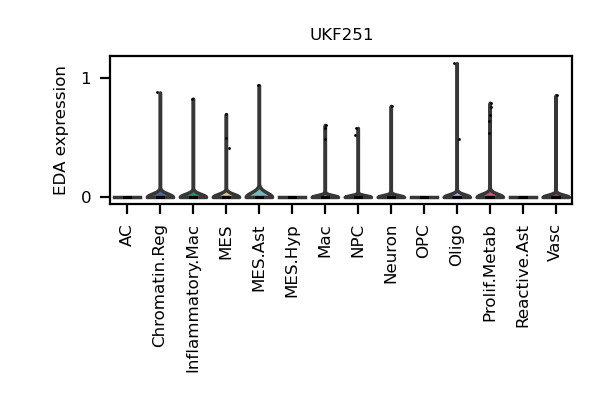 UKF251
EDA expression
1
0
AC
Chromatin.Reg
Inflammatory.Mac
MES
MES.Ast
MES.Hyp
Mac
NPC
Neuron
OPC
Oligo
Prolif.Metab
Reactive.Ast
Vasc